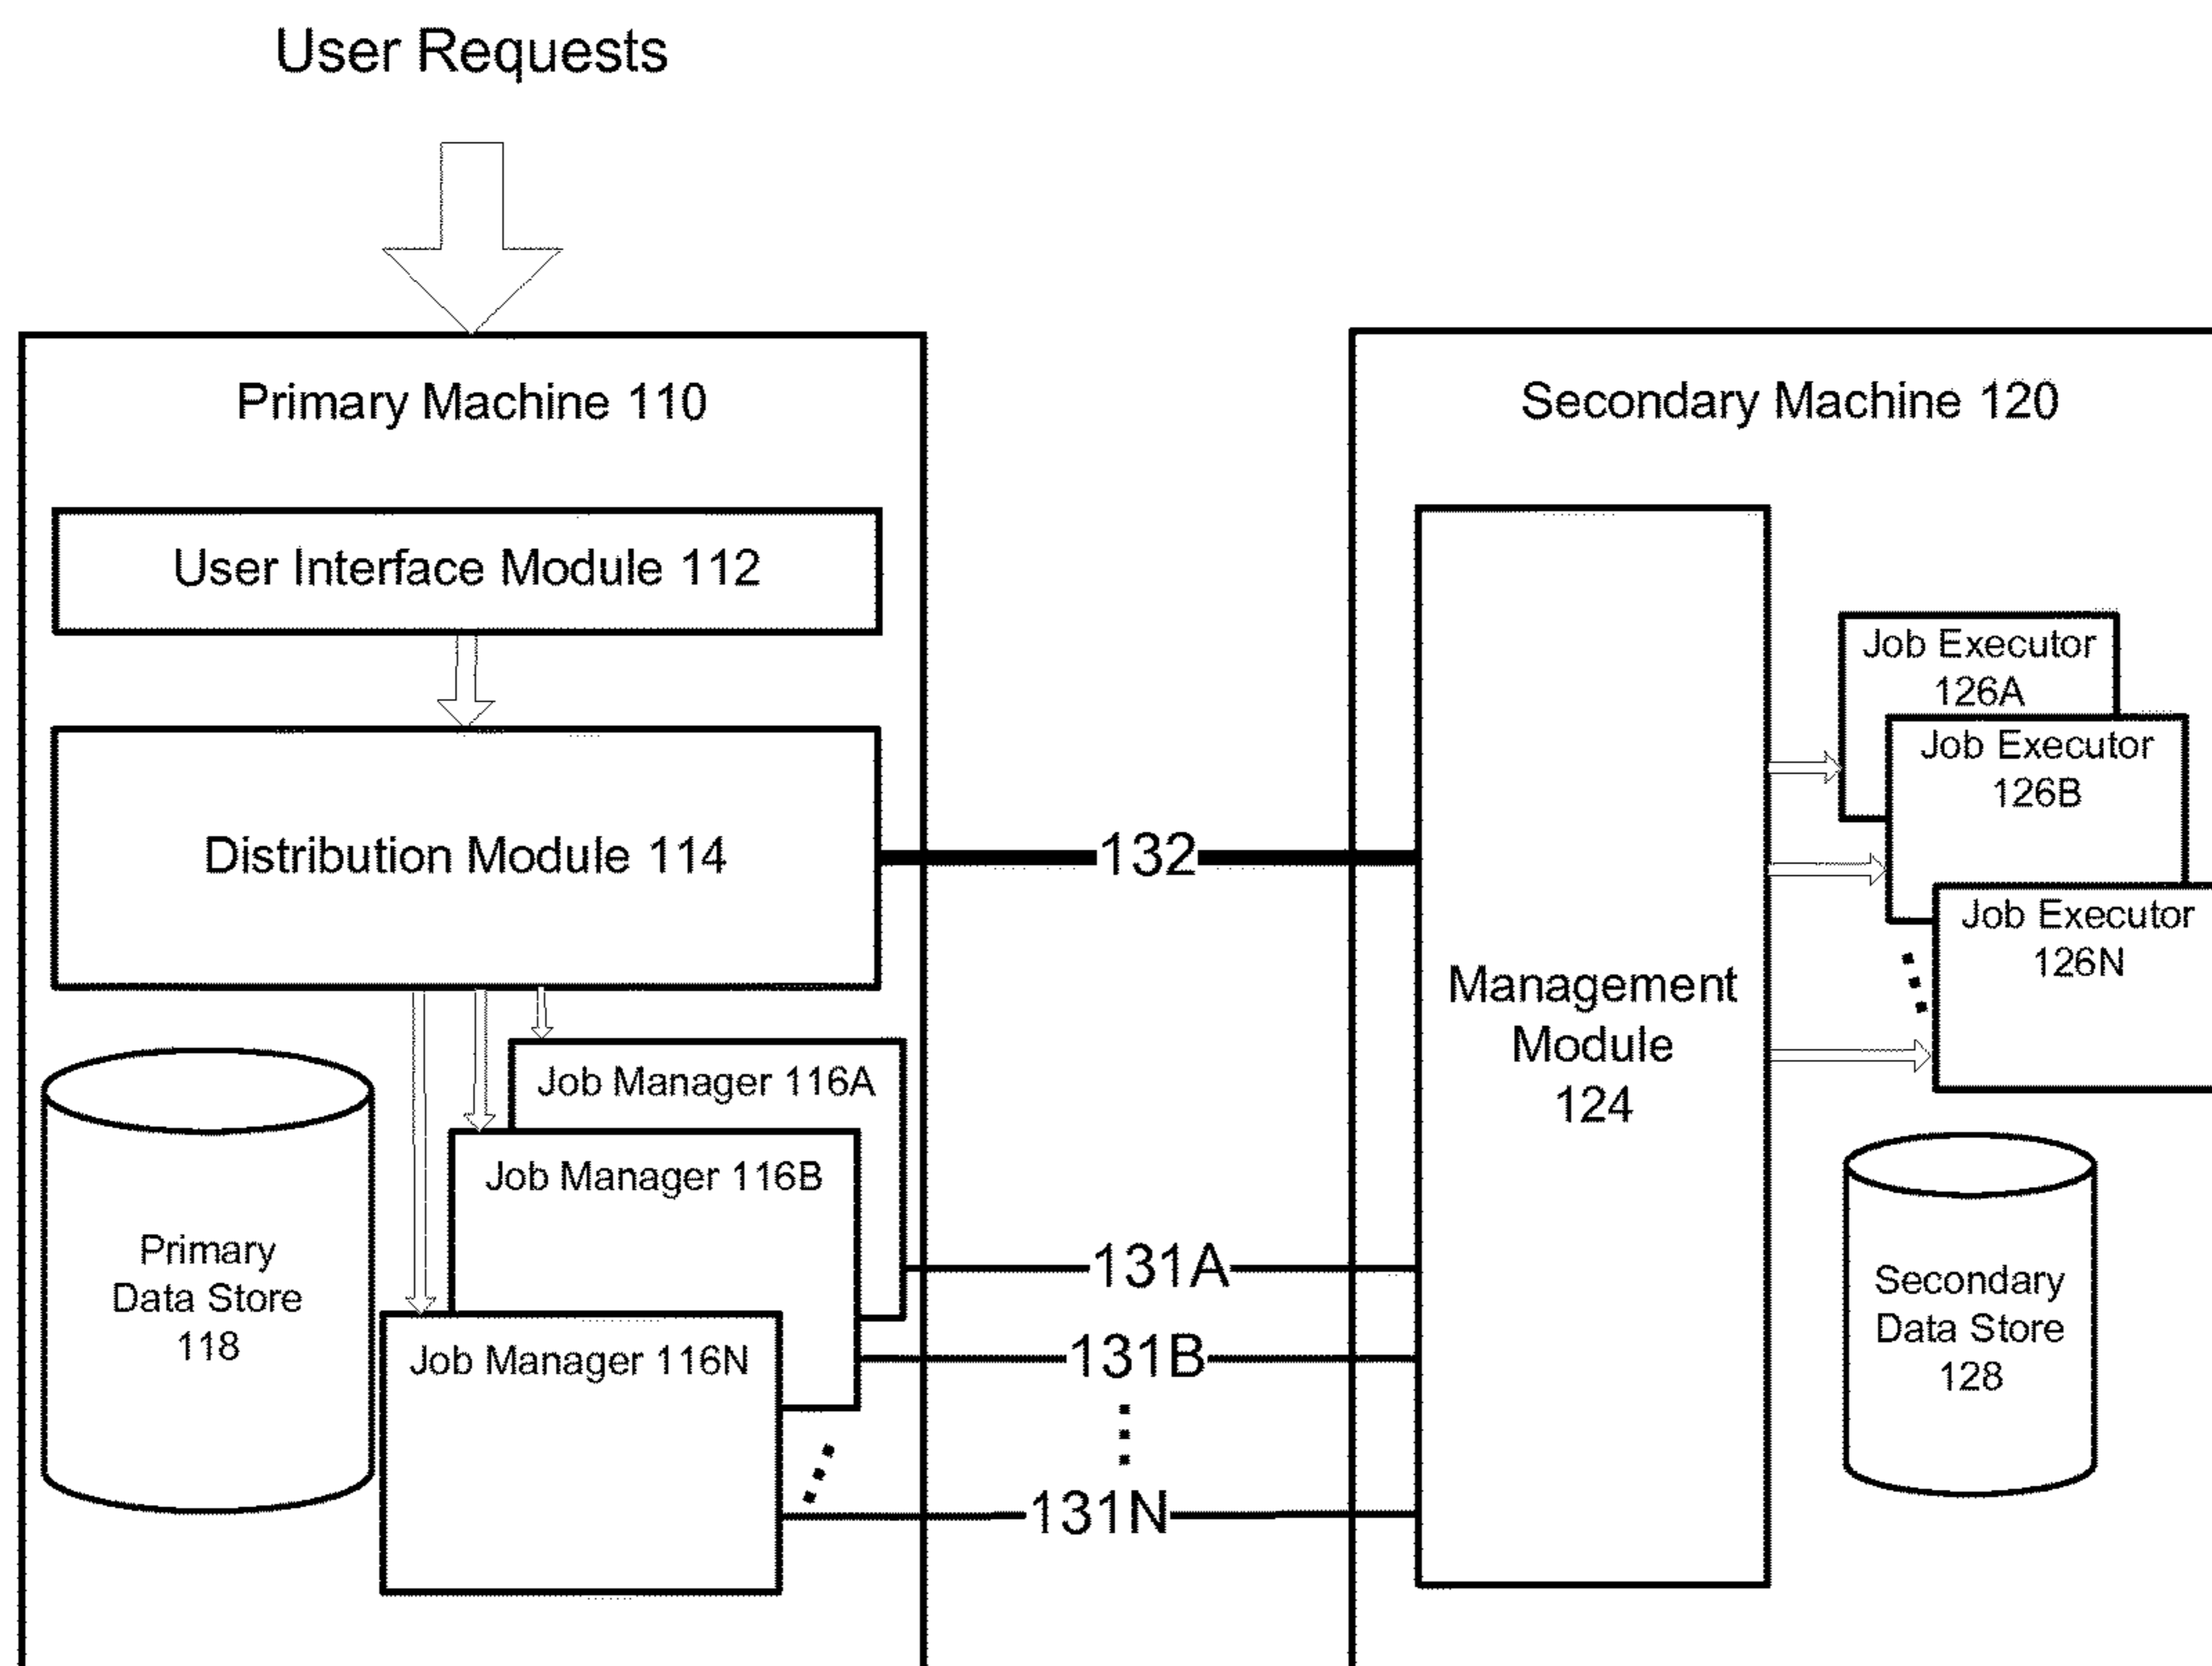 User Requests
Primary Machine 110
User Interface Module 112
Distribution Module 114
Job Manager 116A
Job Manager 116B
Job Manager 116N
Primary
Data Store
118
132
131A
131B
131N
Secondary Machine 120
Management
Module
124
Job Executor
126A
Job Executor
126B
Job Executor
126N
Secondary
Data Store
128